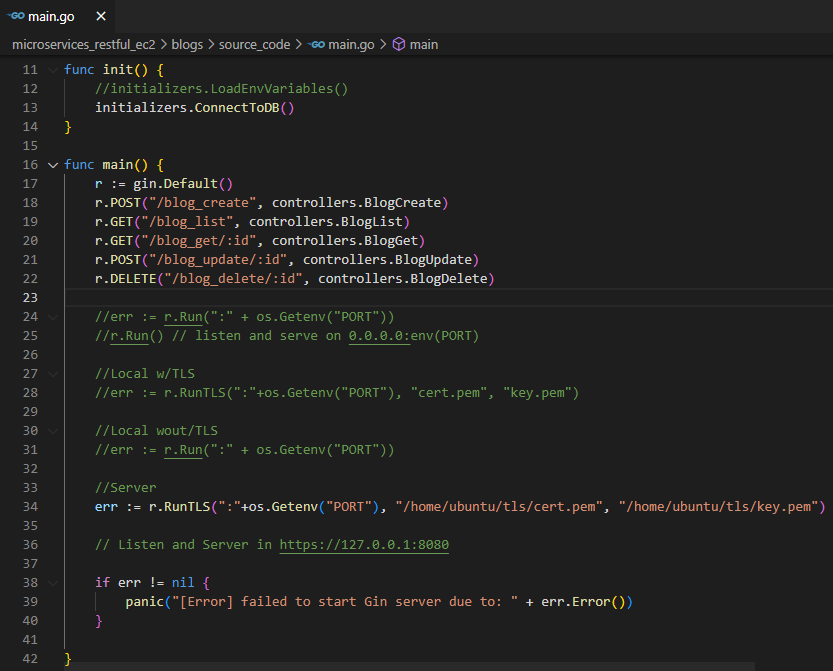 GO main.go ×
microservices_restful_ec2 > blogs > source_code > GO main.go > main
11 func init() {
12     //initializers.LoadEnvVariables()
13     initializers.ConnectToDB()
14 }
15
16 func main() {
17     r := gin.Default()
18     r.POST("/blog_create", controllers.BlogCreate)
19     r.GET("/blog_list", controllers.BlogList)
20     r.GET("/blog_get/:id", controllers.BlogGet)
21     r.POST("/blog_update/:id", controllers.BlogUpdate)
22     r.DELETE("/blog_delete/:id", controllers.BlogDelete)
23
24     //err := r.Run(":" + os.Getenv("PORT"))
25     //r.Run() // listen and serve on 0.0.0.0:env(PORT)
26
27     //Local w/TLS
28     //err := r.RunTLS(":"+os.Getenv("PORT"), "cert.pem", "key.pem")
29
30     //Local wout/TLS
31     //err := r.Run(":" + os.Getenv("PORT"))
32
33     //Server
34     err := r.RunTLS(":"+os.Getenv("PORT"), "/home/ubuntu/tls/cert.pem", "/home/ubuntu/tls/key.pem")
35
36     // Listen and Server in https://127.0.0.1:8080
37
38     if err != nil {
39         panic("[Error] failed to start Gin server due to: " + err.Error())
40     }
41
42 }